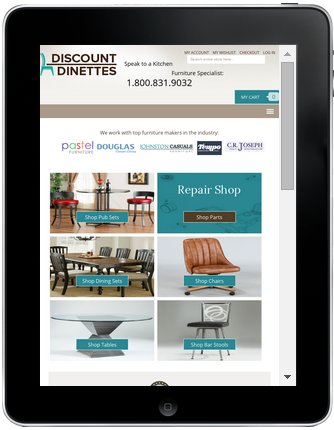 MY ACCOUNT MY WISHLIST CHECKOUT LOG IN
Search entire store here...
DISCOUNT
DINETTES
Speak to a Kitchen
Furniture Specialist:
1.800.831.9032
MY CART 0
We work with top furniture makers in the industry:
pastel
FURNITURE
DOUGLAS
JOHNSTON CASUALS
FURNITURE
Trupo
C.R. JOSEPH
Repair Shop
Shop Pub Sets
Shop Parts
Shop Dining Sets
Shop Chairs
Shop Tables
Shop Bar Stools